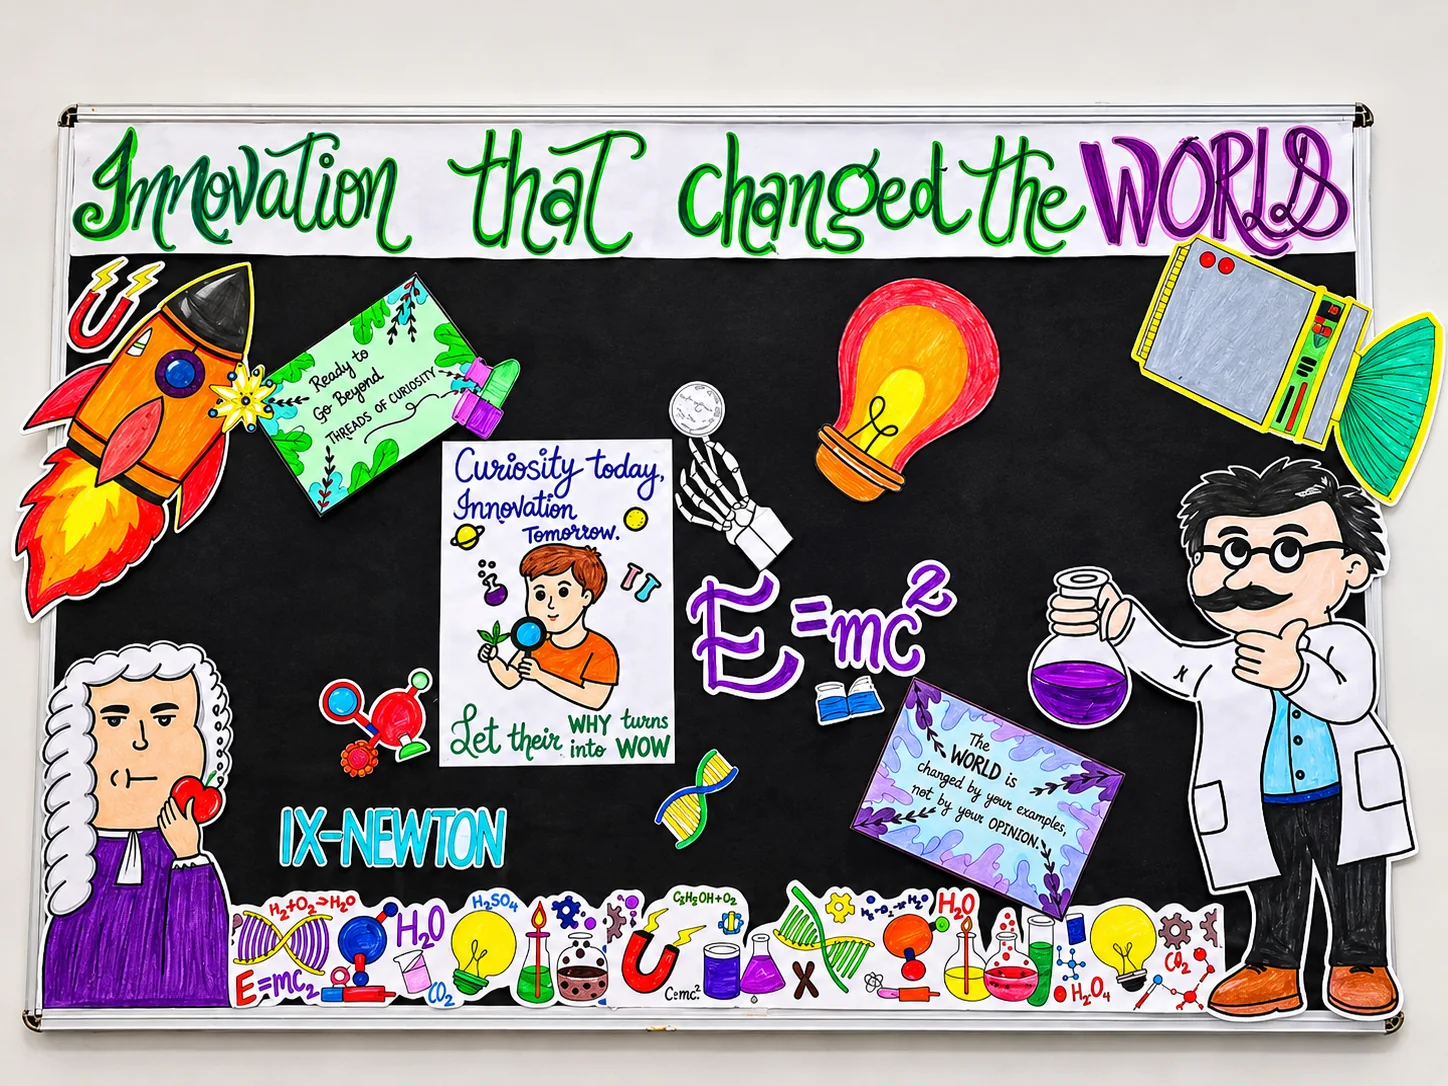 Innovation that changed the WORLD
Ready to
Go Beyond
THREADS OF CURIOSITY
Curiosity today,
Innovation
Tomorrow.
Let their WHY turns
into WOW
E=mc2
The
WORLD is
changed by your examples,
not by your OPINION.
IX-NEWTON
H2+O2→H2O
E=mc2
H2O
CO2
H2SO4
C2H5OH+O2
C=mc2
H2O
H2O4